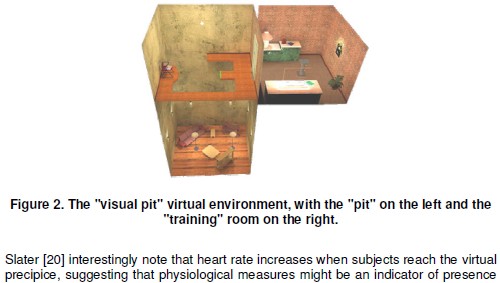 Figure 2. The "visual pit" virtual environment, with the "pit" on the left and the
"training" room on the right.
Slater [20] interestingly note that heart rate increases when subjects reach the virtual
precipice, suggesting that physiological measures might be an indicator of presence